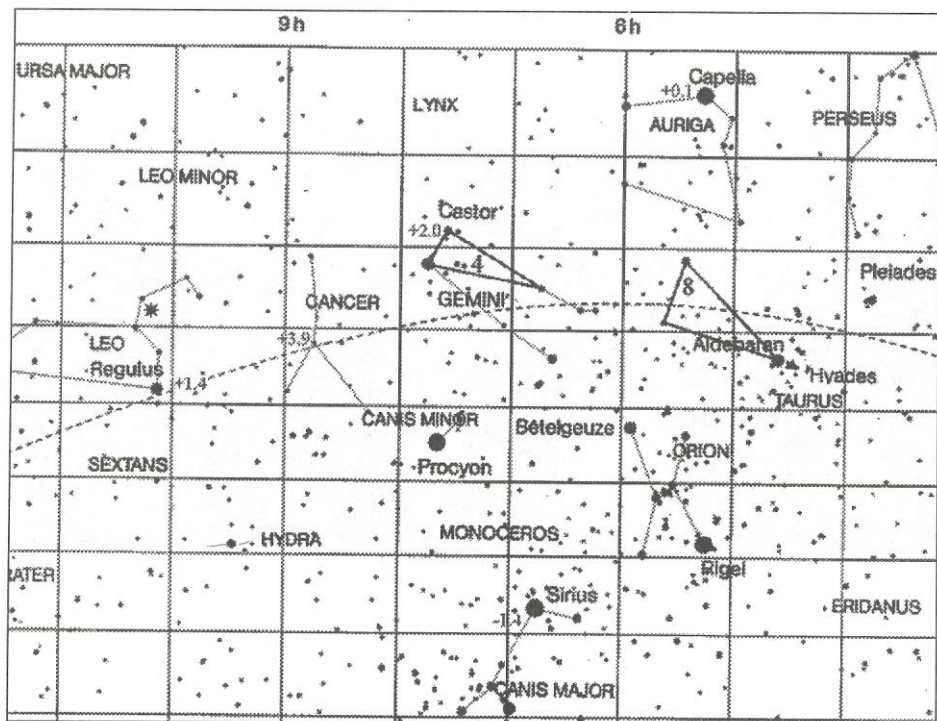 9h 6h
URSA MAJOR
Capella
+0.1
LYNX
AURIGA
PERSEUS
LEO MINOR
Castor
+2.0
4
8
Pleiades
GEMINI
CANCER
+3.9
LEO
Aldebaran
Regulus
+1.4
Hyades
TAURUS
CANIS MINOR
Bételgeuze
ORION
Procyon
SEXTANS
HYDRA
MONOCEROS
Rigel
RATER
Sirius
ERIDANUS
-1.4
CANIS MAJOR